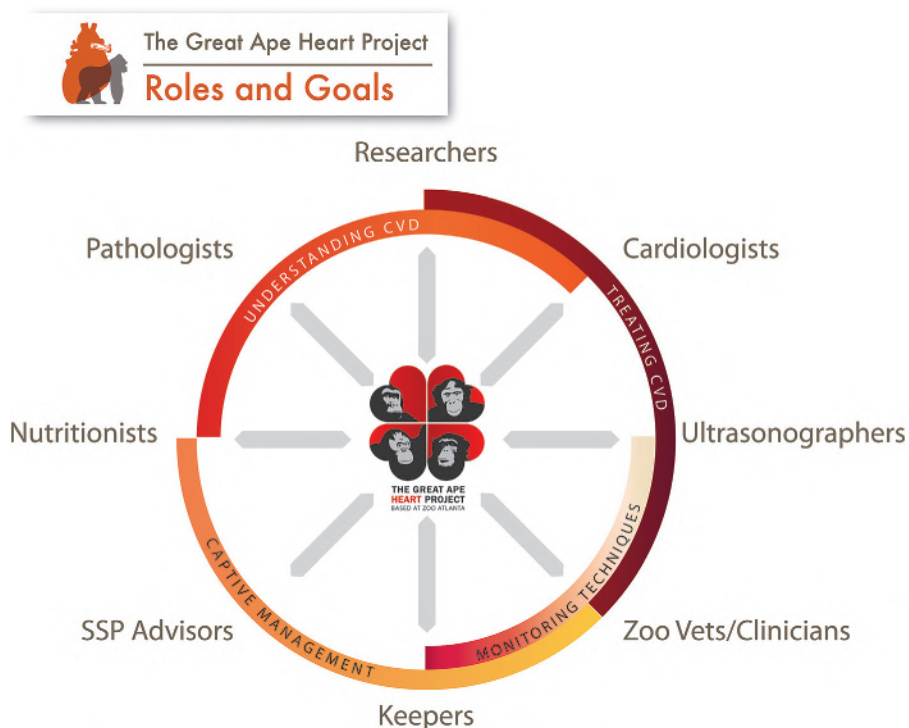 The Great Ape Heart Project
Roles and Goals
Researchers
Pathologists
Cardiologists
UNDERSTANDING CVD
TREATING CVD
Nutritionists
Ultrasonographers
THE GREAT APE
HEART PROJECT
BASED AT ZOO ATLANTA
CAPTIVE MANAGEMENT
MONITORING TECHNIQUES
SSP Advisors
Zoo Vets/Clinicians
Keepers